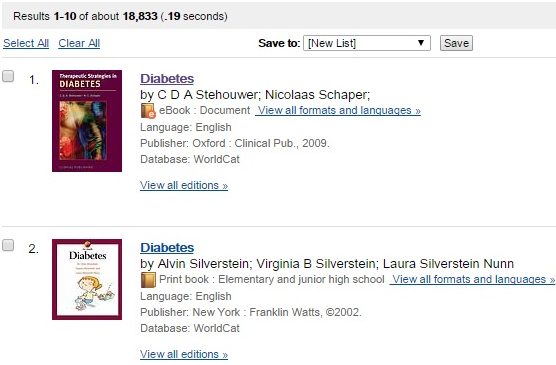 Results 1-10 of about 18,833 (.19 seconds)
Select All Clear All Save to: [New List] Save
1.
Therapeutic Strategies in
DIABETES
Diabetes
by C D A Stehouwer; Nicolaas Schaper;
eBook : Document View all formats and languages »
Language: English
Publisher: Oxford : Clinical Pub., 2009.
Database: WorldCat
View all editions »
2.
Diabetes
Diabetes
by Alvin Silverstein; Virginia B Silverstein; Laura Silverstein Nunn
Print book : Elementary and junior high school View all formats and languages »
Language: English
Publisher: New York : Franklin Watts, ©2002.
Database: WorldCat
View all editions »